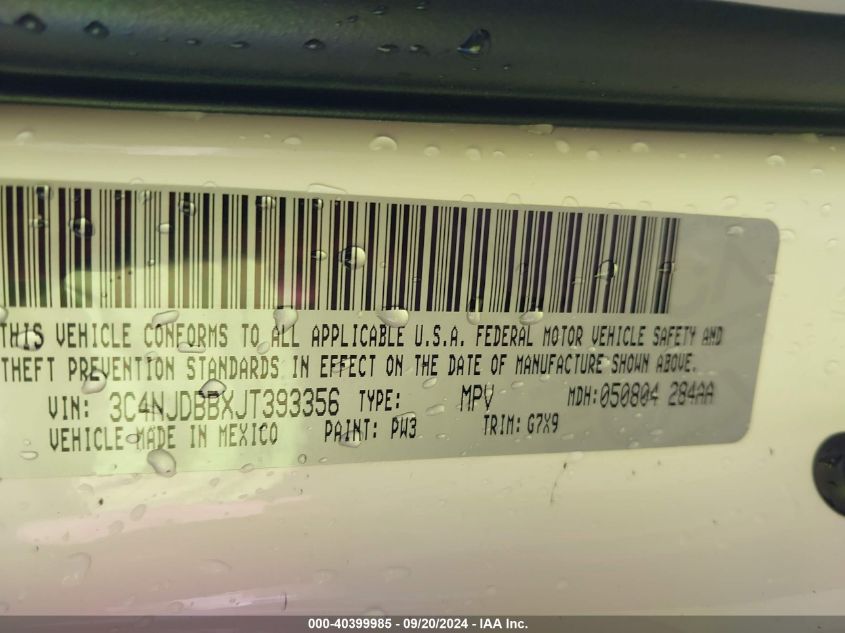 THIS VEHICLE CONFORMS TO ALL APPLICABLE U.S.A. FEDERAL MOTOR VEHICLE SAFETY AND
THEFT PREVENTION STANDARDS IN EFFECT ON THE DATE OF MANUFACTURE SHOWN ABOVE.
VIN: 3C4NJDBBXJT393356 TYPE: MPV MDH: 050804 284AA
VEHICLE MADE IN MEXICO PAINT: PW3 TRIM: G7X9
000-40399985 - 09/20/2024 - IAA Inc.